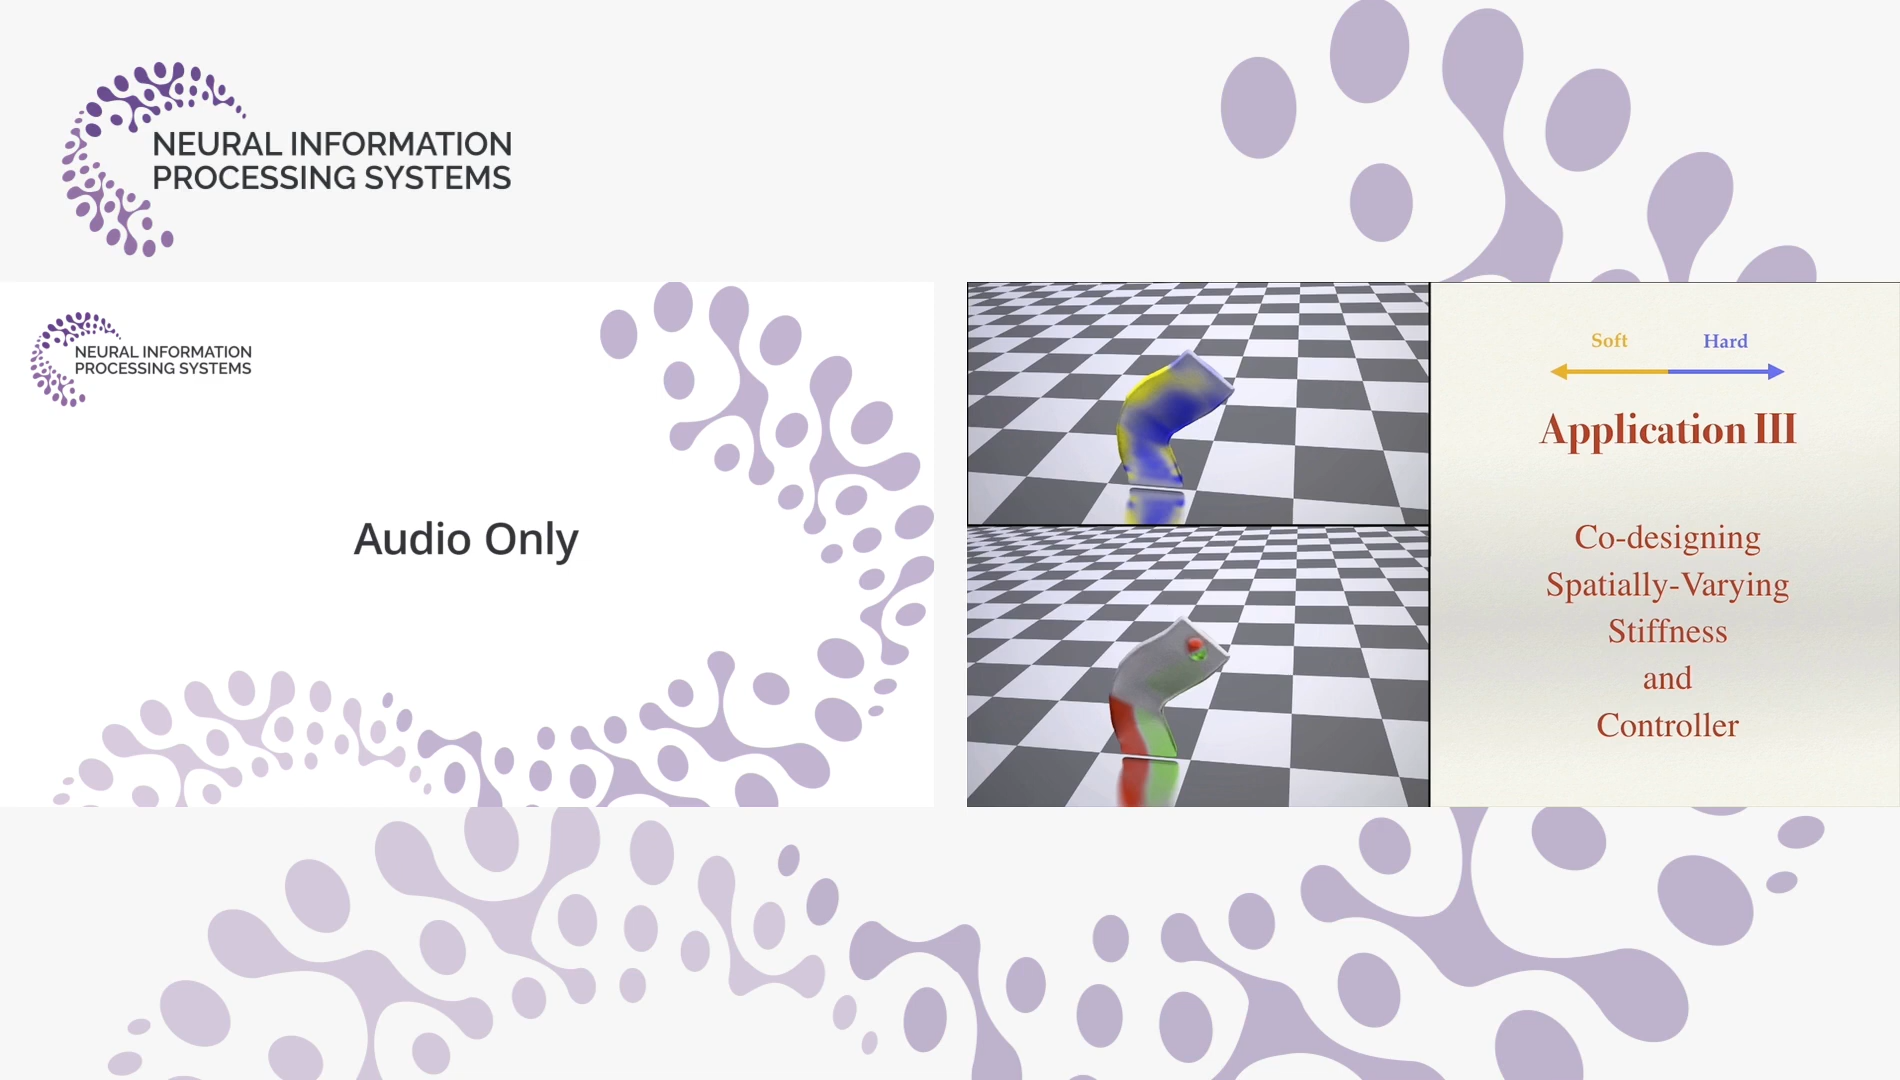 NEURAL INFORMATION
PROCESSING SYSTEMS
NEURAL INFORMATION
PROCESSING SYSTEMS
Audio Only
Soft Hard
Application III
Co-designing
Spatially-Varying
Stiffness
and
Controller